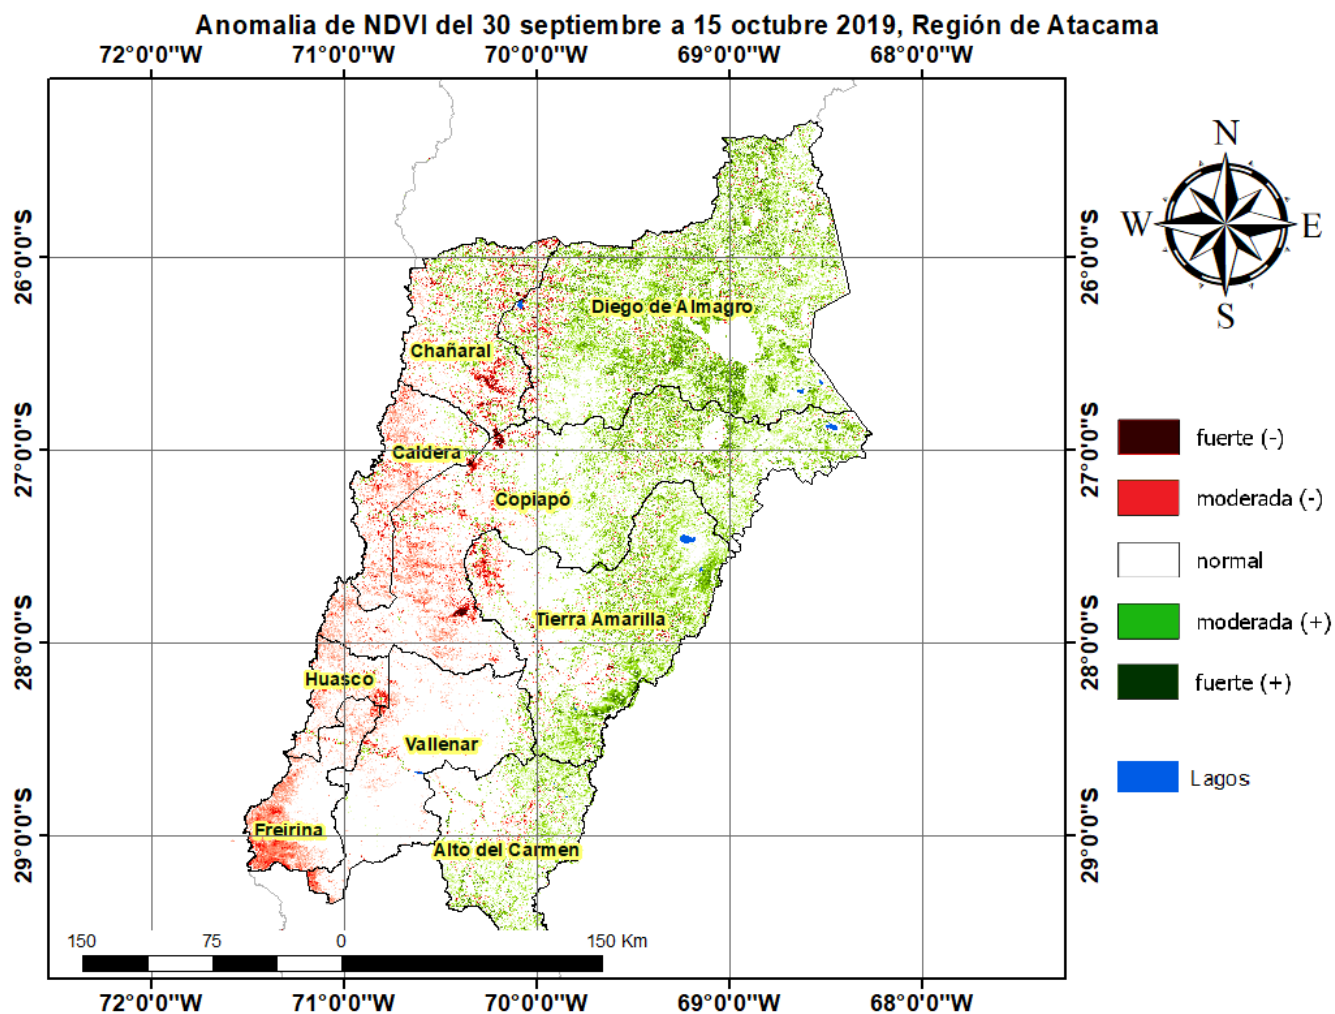 Anomalia de NDVI del 30 septiembre a 15 octubre 2019, Región de Atacama
72°0'0"W 71°0'0"W 70°0'0"W 69°0'0"W 68°0'0"W
N
W E
S
26°0'0"S 26°0'0"S
Diego de Almagro
Chañaral
27°0'0"S 27°0'0"S
fuerte (-)
Caldera
moderada (-)
Copiapó
normal
28°0'0"S 28°0'0"S
Tierra Amarilla
moderada (+)
Huasco
fuerte (+)
Vallenar
Lagos
29°0'0"S 29°0'0"S
Freirina
Alto del Carmen
150 75 0 150 Km
72°0'0"W 71°0'0"W 70°0'0"W 69°0'0"W 68°0'0"W